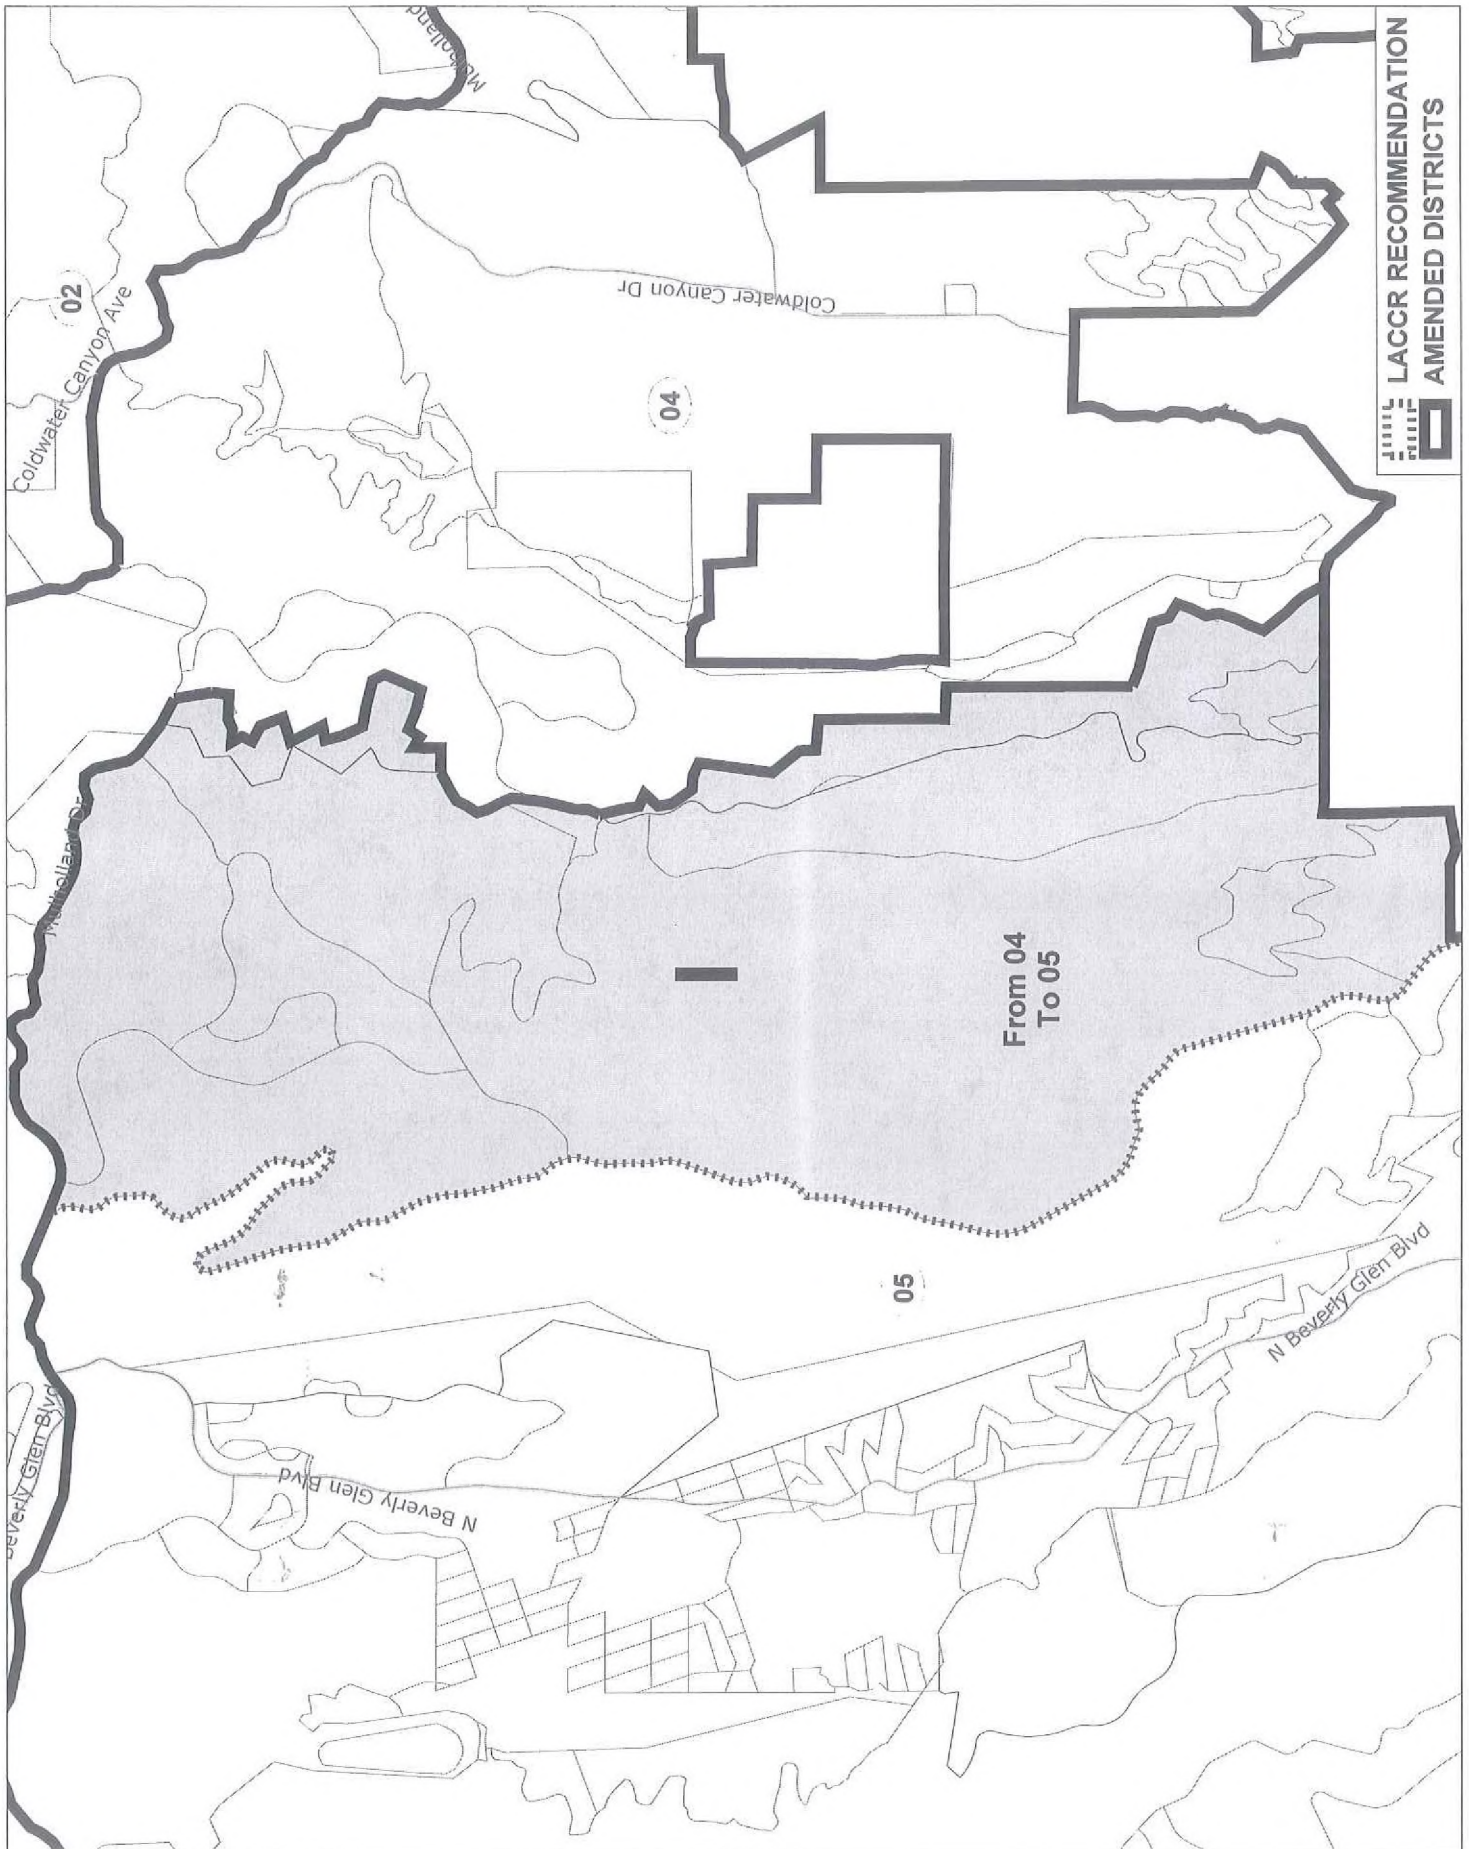 Mulholland
02
Coldwater Canyon Ave
Coldwater Canyon Dr
04
LACCR RECOMMENDATION
AMENDED DISTRICTS
Mulholland Dr
I
From 04
To 05
05
N Beverly Glen Blvd
Beverly Glen Blvd
N Beverly Glen Blvd